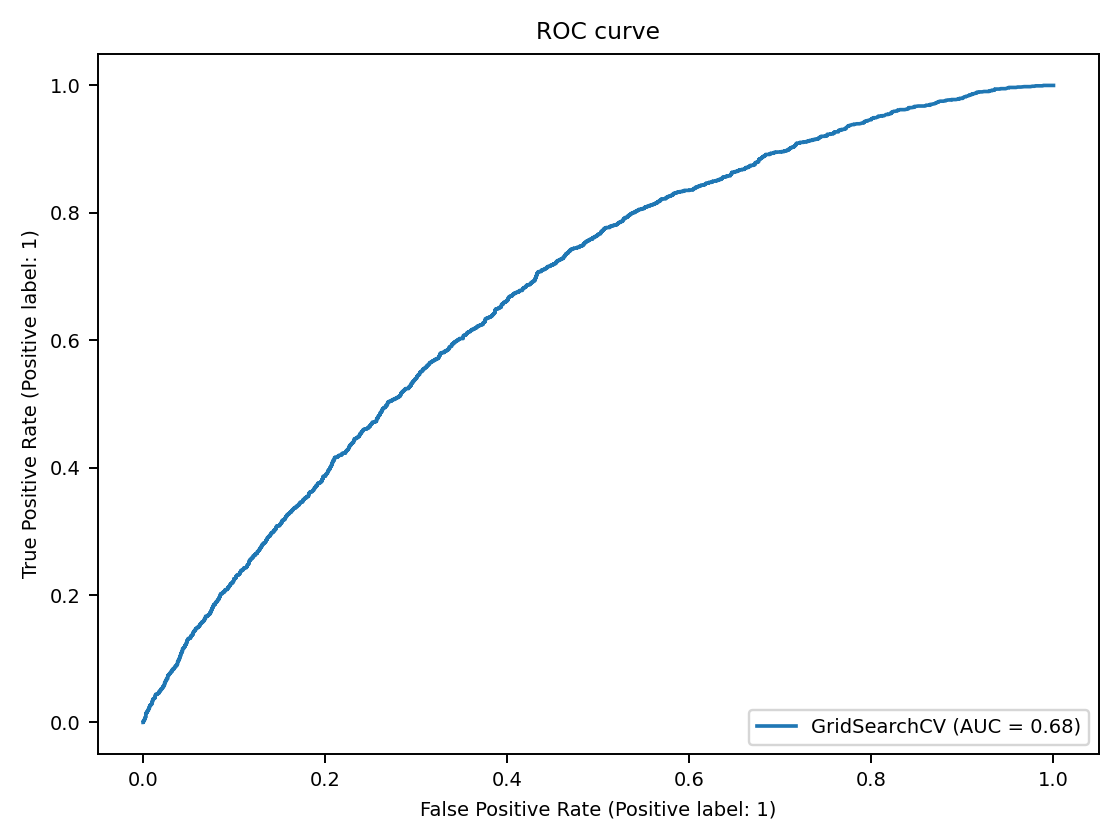 ROC curve
True Positive Rate (Positive label: 1)
1.0
0.8
0.6
0.4
0.2
0.0
0.0 0.2 0.4 0.6 0.8 1.0
False Positive Rate (Positive label: 1)
GridSearchCV (AUC = 0.68)